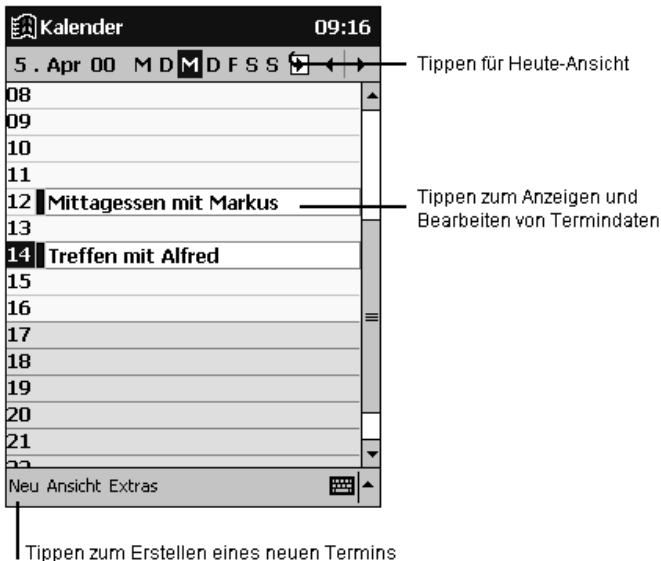 Kalender 09:16
5 . Apr 00 M D M D F S S
Tippen für Heute-Ansicht
08
09
10
11
12 Mittagessen mit Markus
Tippen zum Anzeigen und
Bearbeiten von Termindaten
13
14 Treffen mit Alfred
15
16
17
18
19
20
21
Neu Ansicht Extras
Tippen zum Erstellen eines neuen Termins